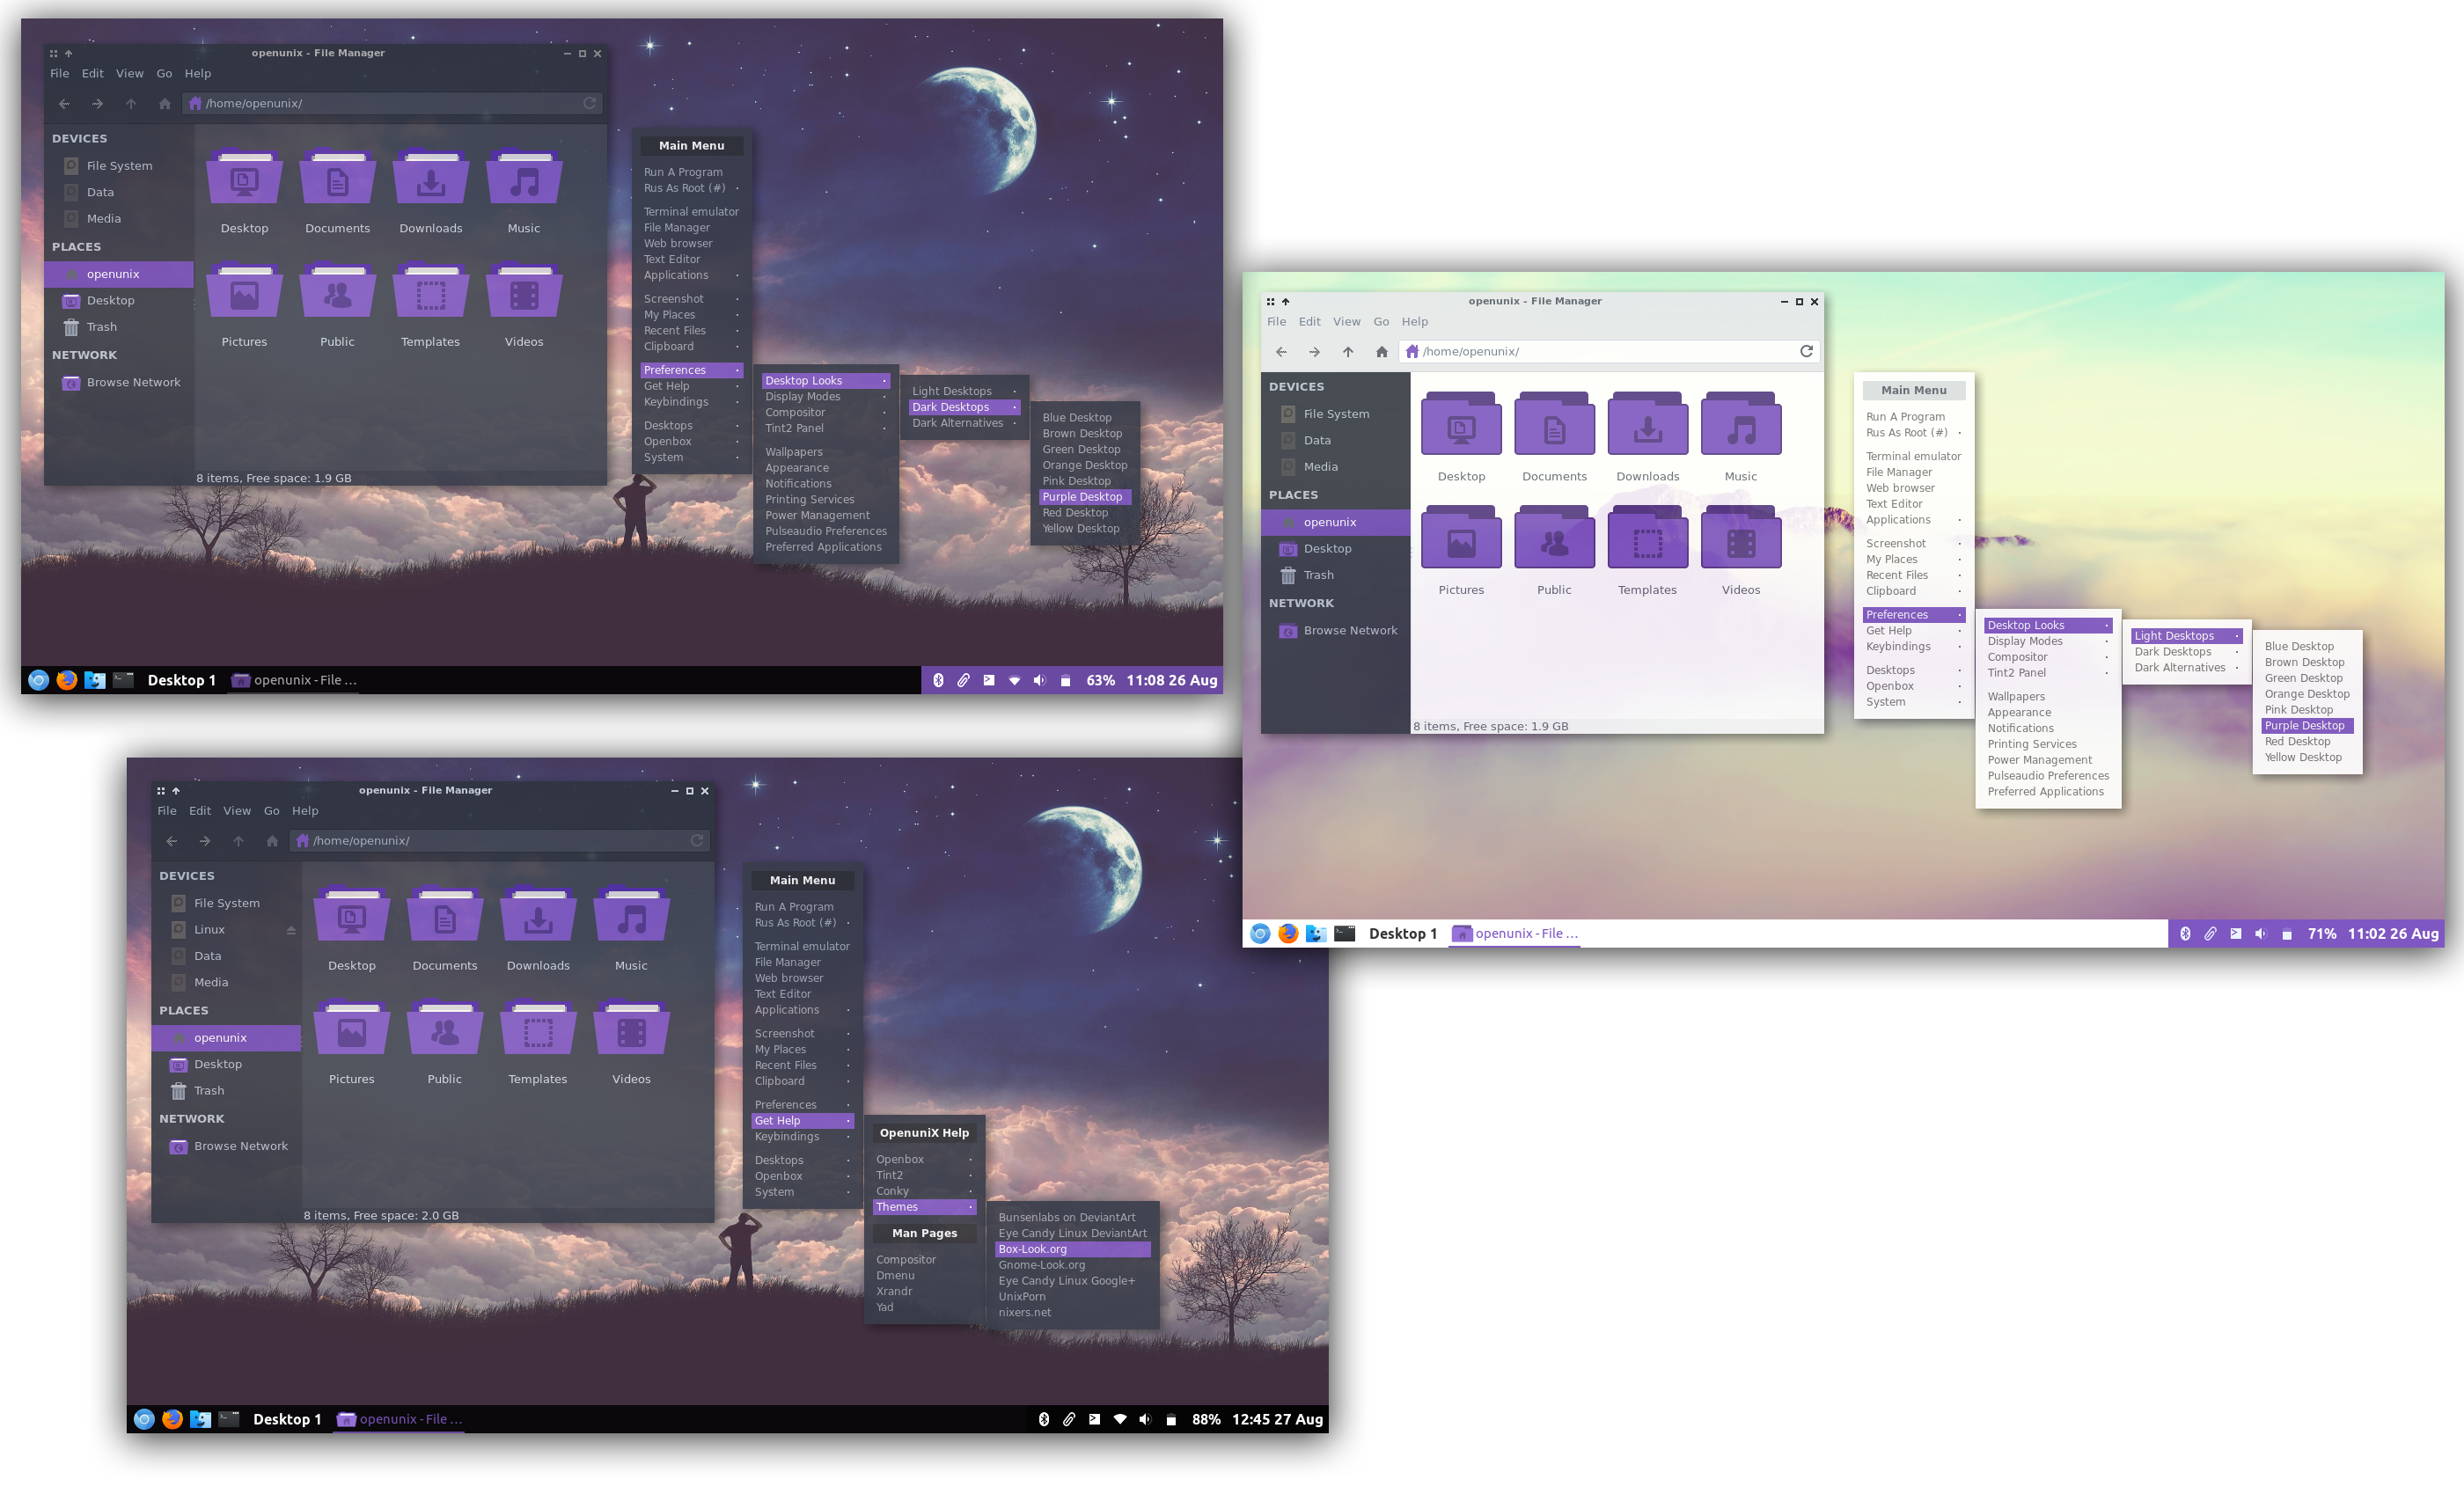 openunix - File Manager
File Edit View Go Help
/home/openunix/
DEVICES
File System
Data
Media
PLACES
openunix
Desktop
Trash
NETWORK
Browse Network
Desktop Documents Downloads Music
Pictures Public Templates Videos
8 items, Free space: 1.9 GB
Main Menu
Run A Program
Rus As Root (#)
Terminal emulator
File Manager
Web browser
Text Editor
Applications
Screenshot
My Places
Recent Files
Clipboard
Preferences
Get Help
Keybindings
Desktops
Openbox
System
Desktop Looks
Display Modes
Compositor
Tint2 Panel
Wallpapers
Appearance
Notifications
Printing Services
Power Management
Pulseaudio Preferences
Preferred Applications
Light Desktops
Dark Desktops
Dark Alternatives
Blue Desktop
Brown Desktop
Green Desktop
Orange Desktop
Pink Desktop
Purple Desktop
Red Desktop
Yellow Desktop
Desktop 1 openunix - File ... 63% 11:08 26 Aug
openunix - File Manager
File Edit View Go Help
/home/openunix/
DEVICES
File System
Data
Media
PLACES
openunix
Desktop
Trash
NETWORK
Browse Network
Desktop Documents Downloads Music
Pictures Public Templates Videos
8 items, Free space: 1.9 GB
Main Menu
Run A Program
Rus As Root (#)
Terminal emulator
File Manager
Web browser
Text Editor
Applications
Screenshot
My Places
Recent Files
Clipboard
Preferences
Get Help
Keybindings
Desktops
Openbox
System
Desktop Looks
Display Modes
Compositor
Tint2 Panel
Wallpapers
Appearance
Notifications
Printing Services
Power Management
Pulseaudio Preferences
Preferred Applications
Light Desktops
Dark Desktops
Dark Alternatives
Blue Desktop
Brown Desktop
Green Desktop
Orange Desktop
Pink Desktop
Purple Desktop
Red Desktop
Yellow Desktop
Desktop 1 openunix - File ... 71% 11:02 26 Aug
openunix - File Manager
File Edit View Go Help
/home/openunix/
DEVICES
File System
Linux
Data
Media
PLACES
openunix
Desktop
Trash
NETWORK
Browse Network
Desktop Documents Downloads Music
Pictures Public Templates Videos
8 items, Free space: 2.0 GB
Main Menu
Run A Program
Rus As Root (#)
Terminal emulator
File Manager
Web browser
Text Editor
Applications
Screenshot
My Places
Recent Files
Clipboard
Preferences
Get Help
Keybindings
Desktops
Openbox
System
OpenuniX Help
Openbox
Tint2
Conky
Themes
Man Pages
Compositor
Dmenu
Xrandr
Yad
Bunsenlabs on DeviantArt
Eye Candy Linux DeviantArt
Box-Look.org
Gnome-Look.org
Eye Candy Linux Google+
UnixPorn
nixers.net
Desktop 1 openunix - File ... 88% 12:45 27 Aug